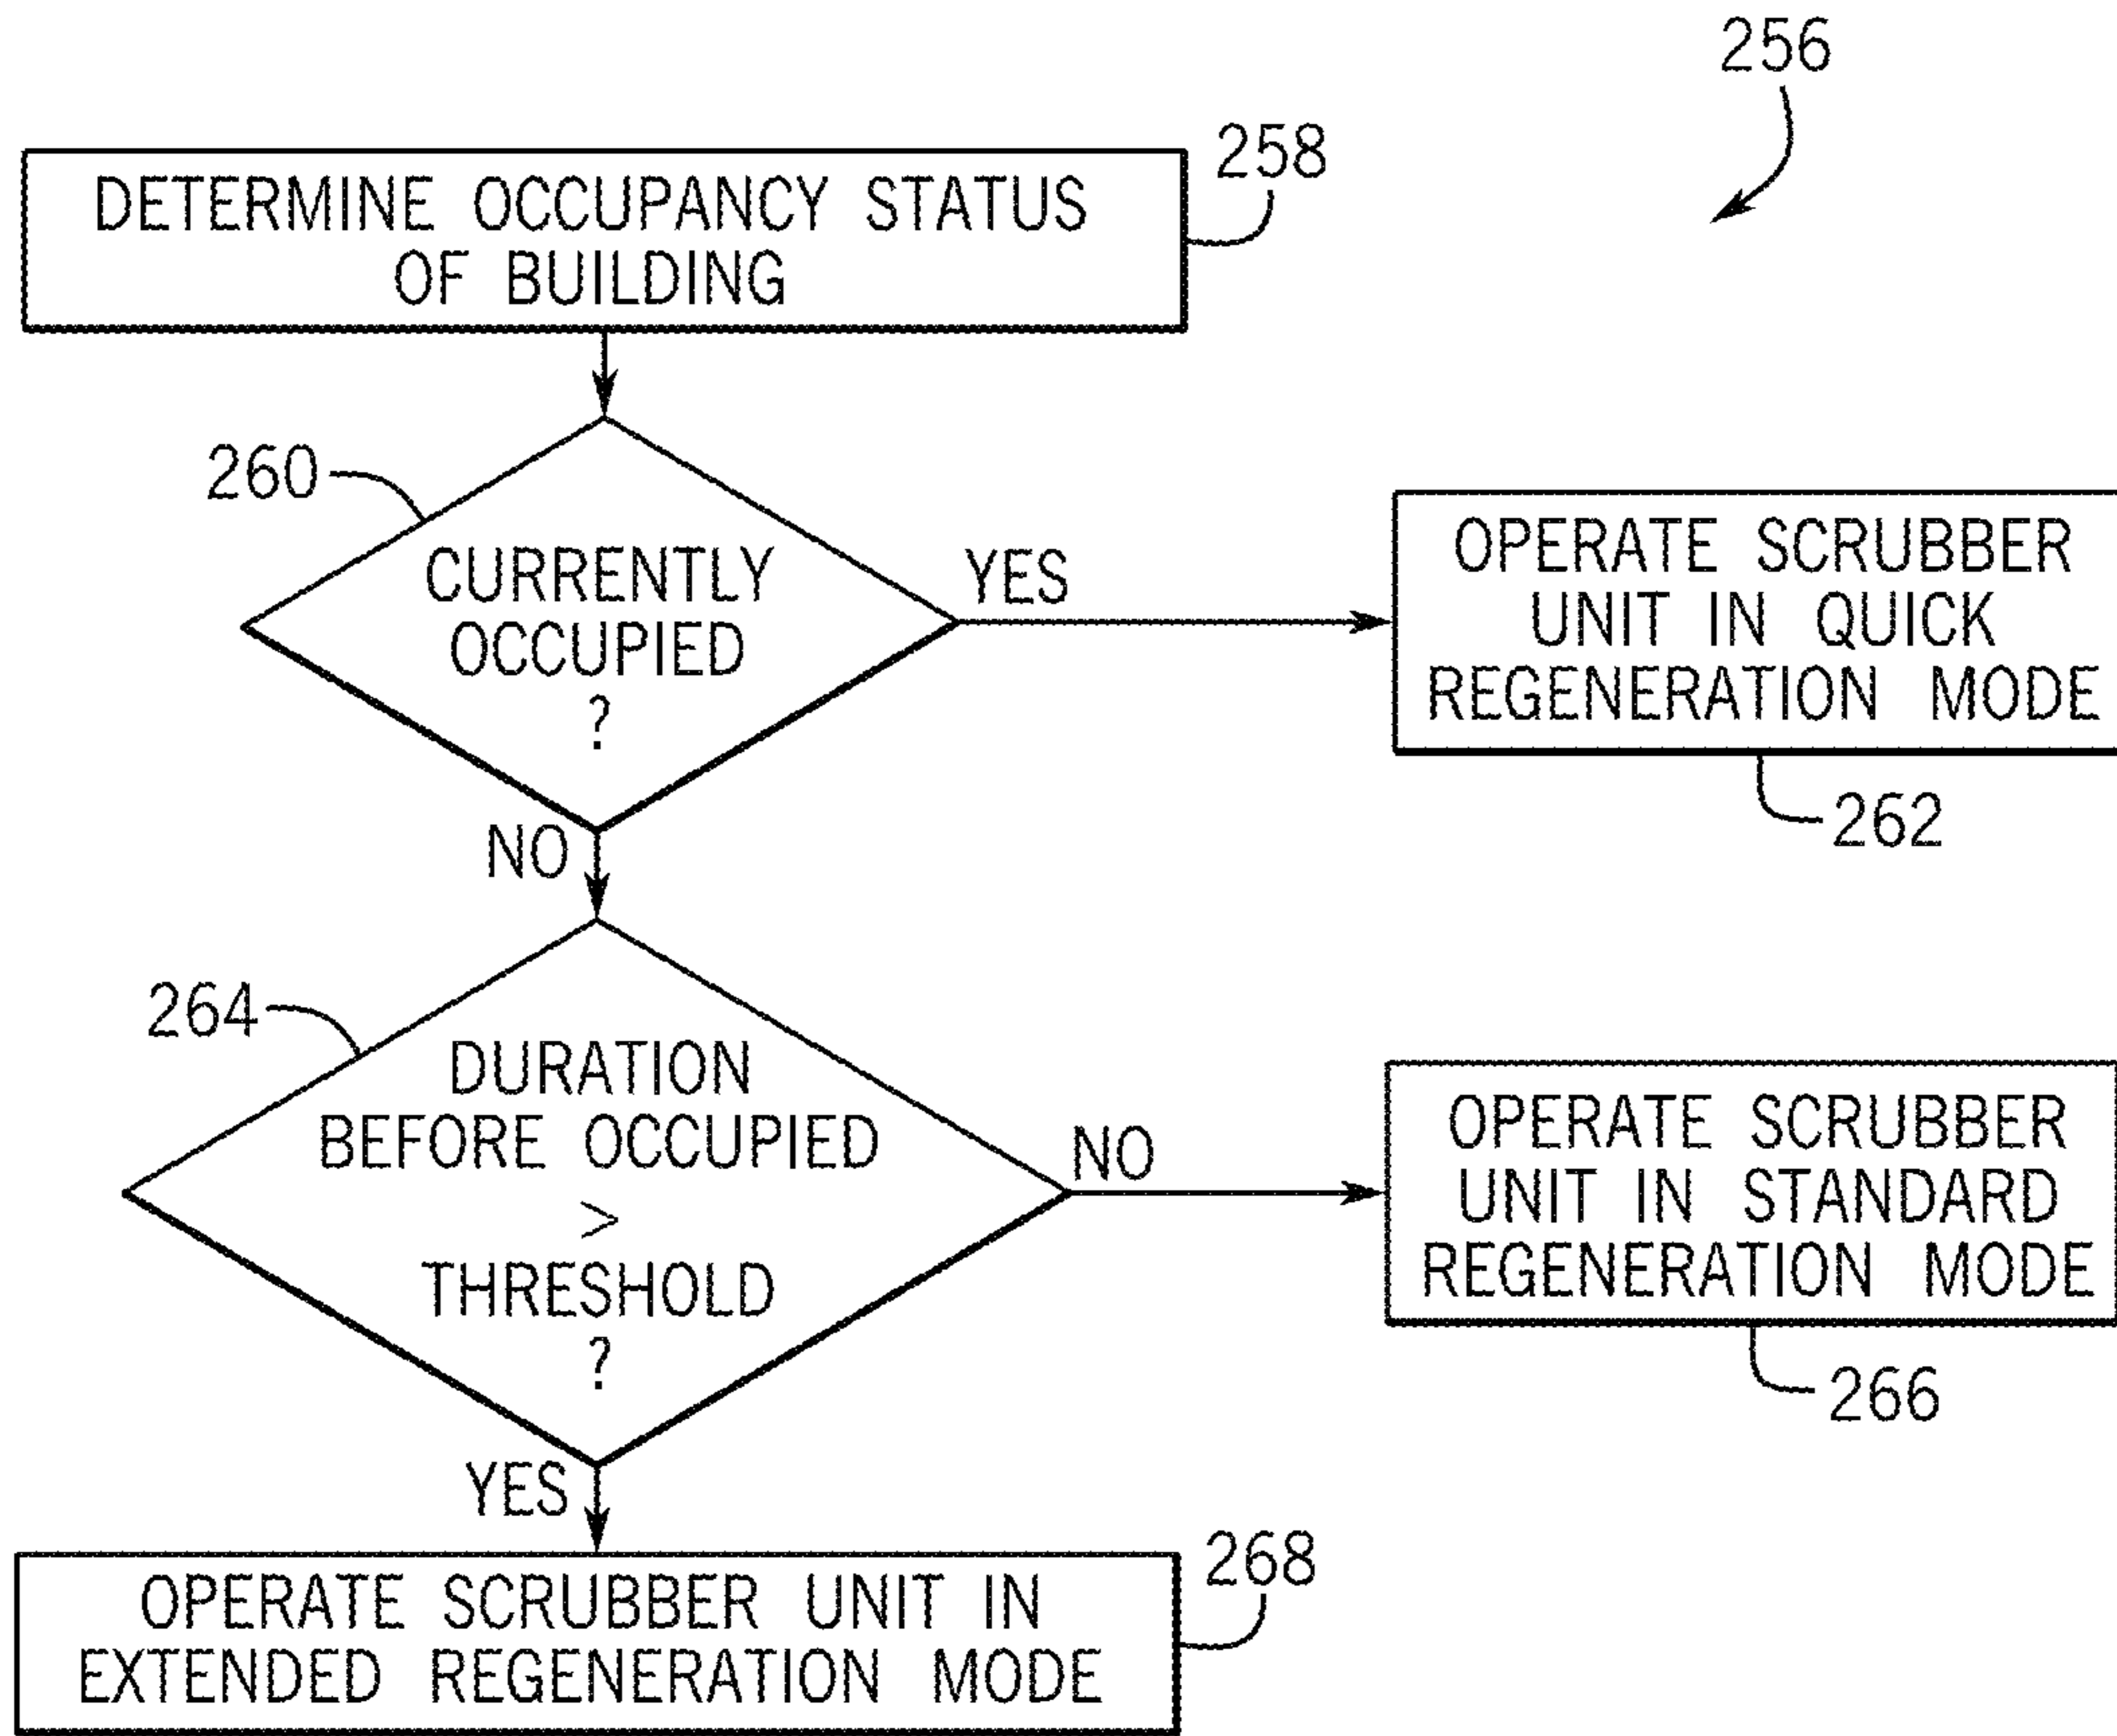 256
DETERMINE OCCUPANCY STATUS
OF BUILDING
258
260
CURRENTLY
OCCUPIED
?
YES
OPERATE SCRUBBER
UNIT IN QUICK
REGENERATION MODE
262
NO
264
DURATION
BEFORE OCCUPIED
>
THRESHOLD
?
NO
OPERATE SCRUBBER
UNIT IN STANDARD
REGENERATION MODE
266
YES
OPERATE SCRUBBER UNIT IN
EXTENDED REGENERATION MODE
268